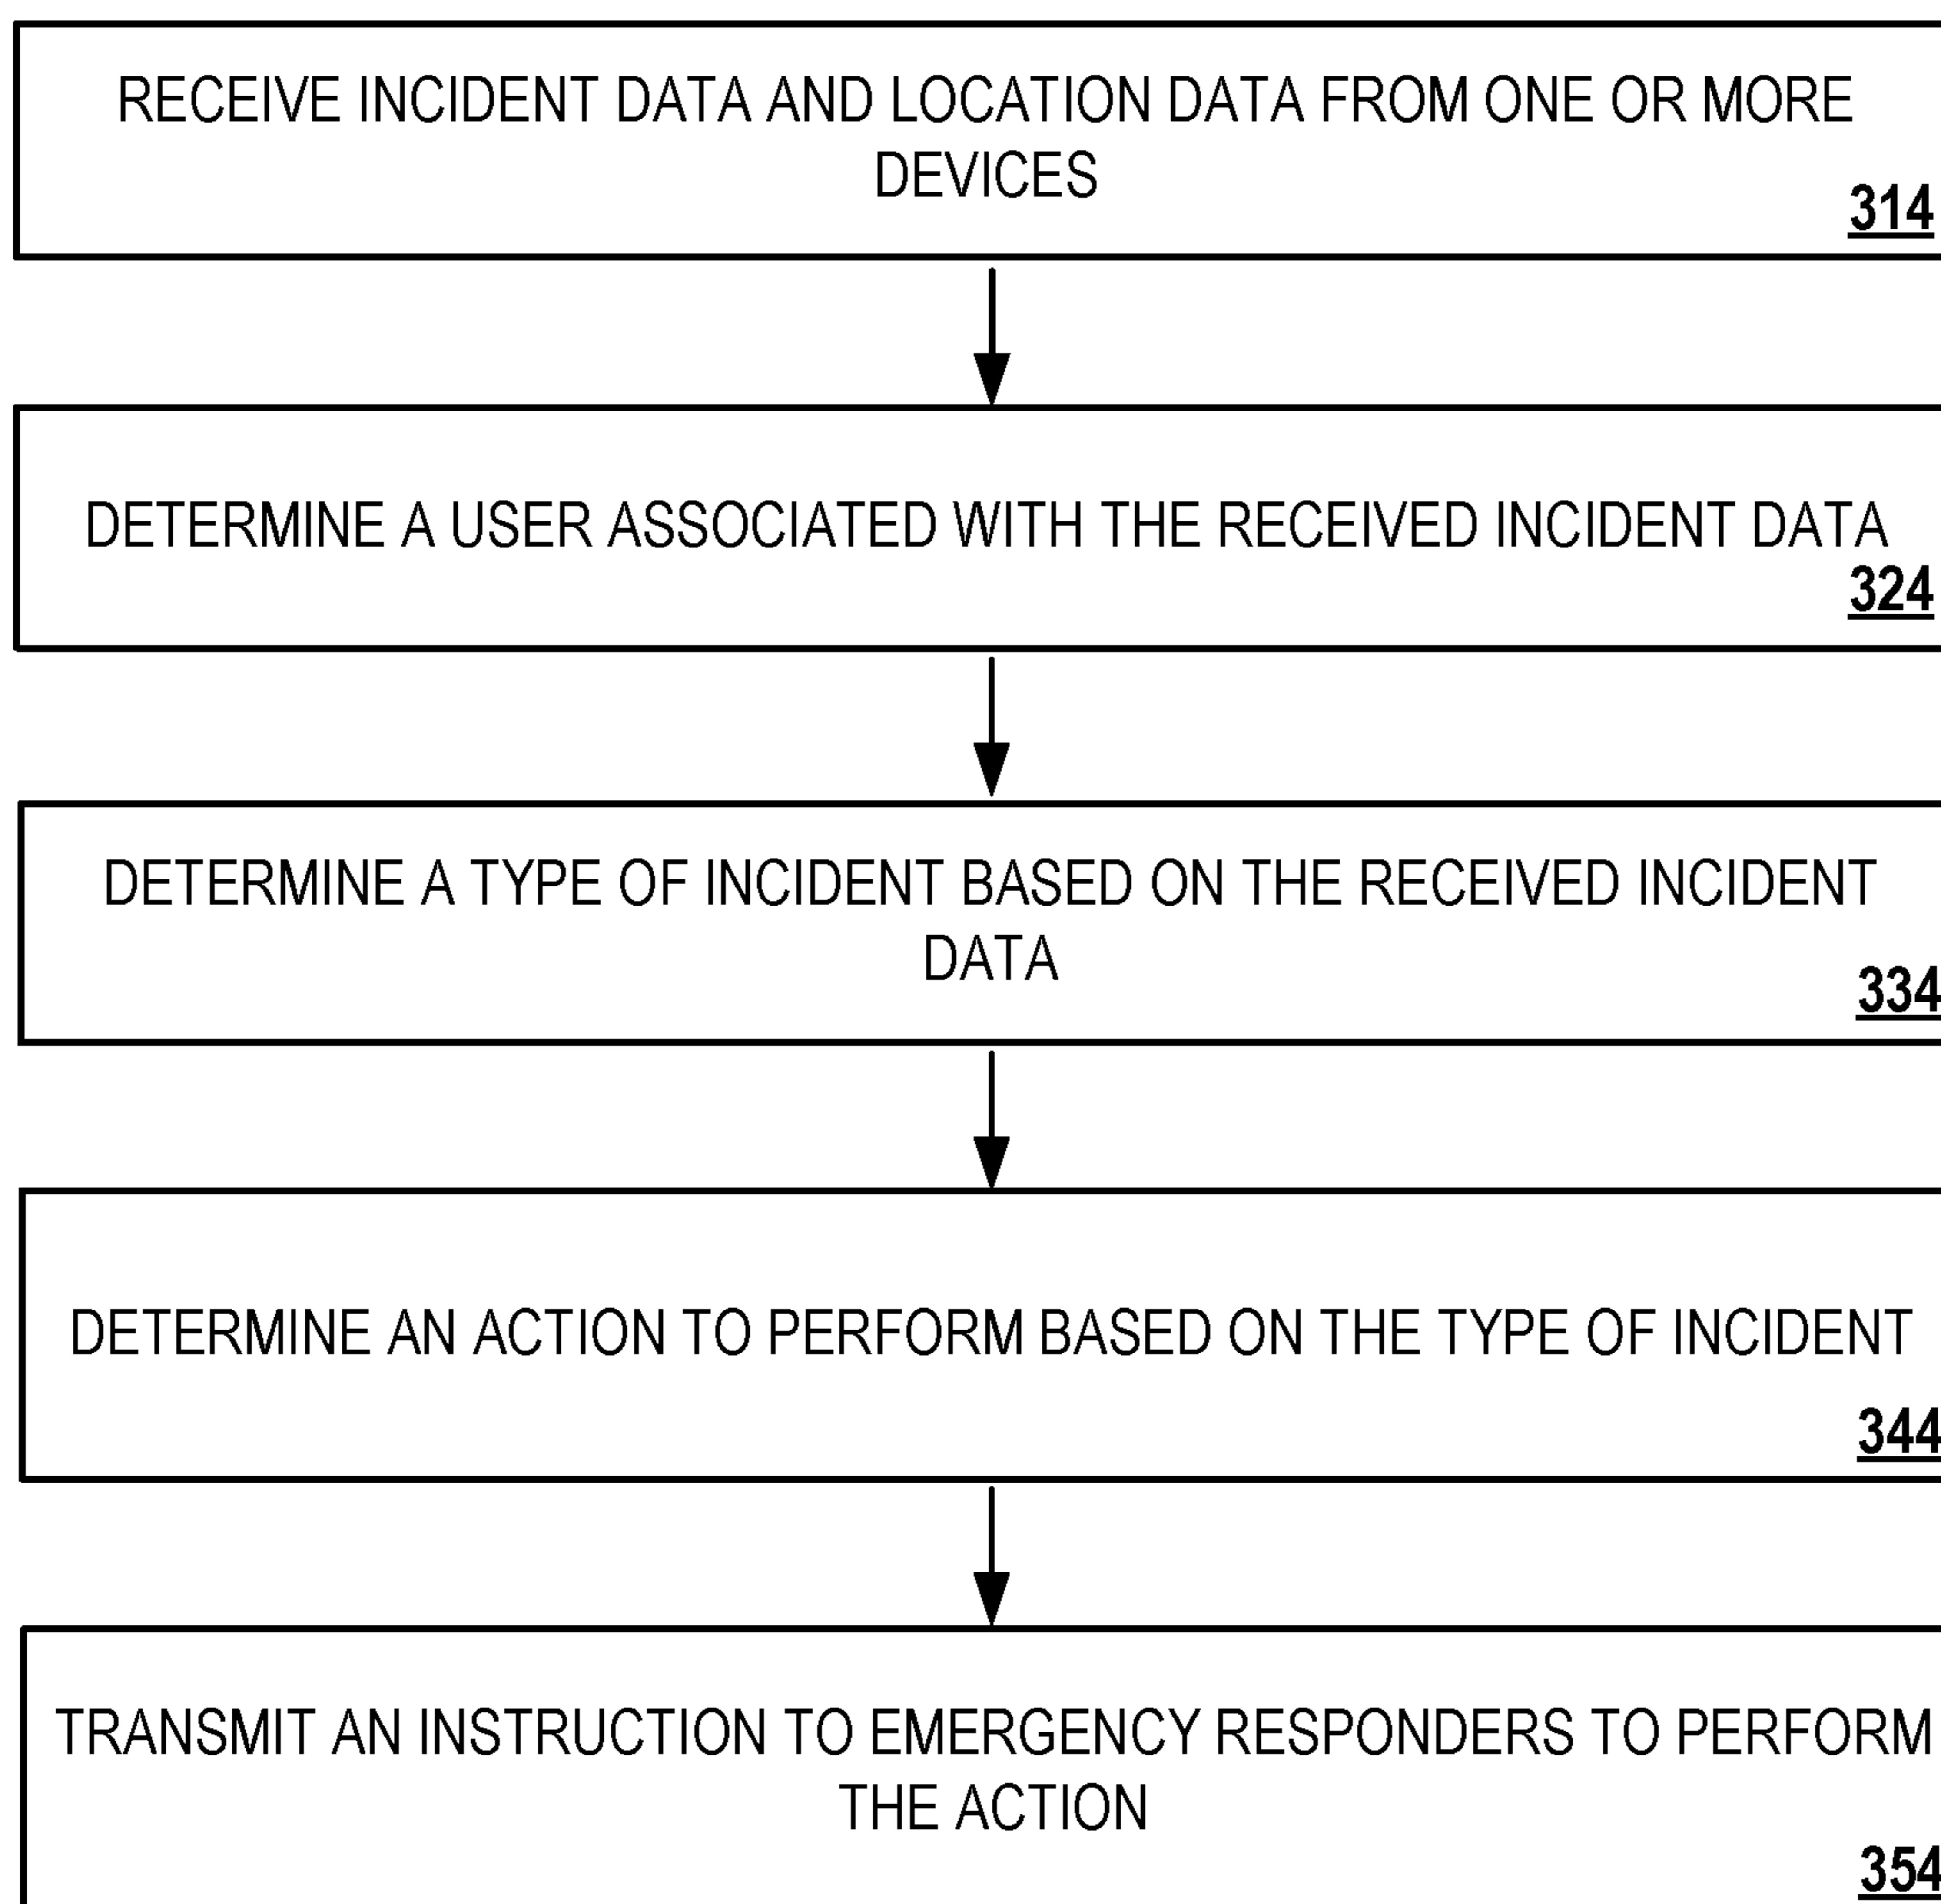 RECEIVE INCIDENT DATA AND LOCATION DATA FROM ONE OR MORE
DEVICES
314
DETERMINE A USER ASSOCIATED WITH THE RECEIVED INCIDENT DATA
324
DETERMINE A TYPE OF INCIDENT BASED ON THE RECEIVED INCIDENT
DATA
334
DETERMINE AN ACTION TO PERFORM BASED ON THE TYPE OF INCIDENT
344
TRANSMIT AN INSTRUCTION TO EMERGENCY RESPONDERS TO PERFORM
THE ACTION
354